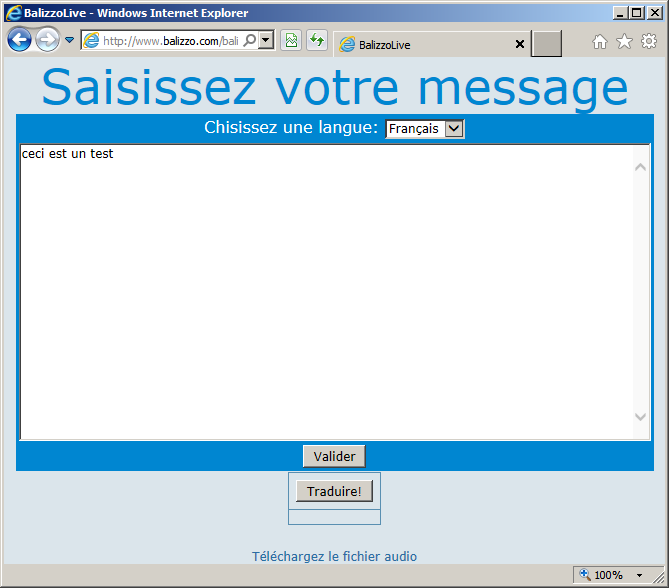 BalizzoLive - Windows Internet Explorer
http://www.balizzo.com/bali
BalizzoLive
Saisissez votre message
Chisissez une langue: Français
ceci est un test
Valider
Traduire!
Téléchargez le fichier audio
100%